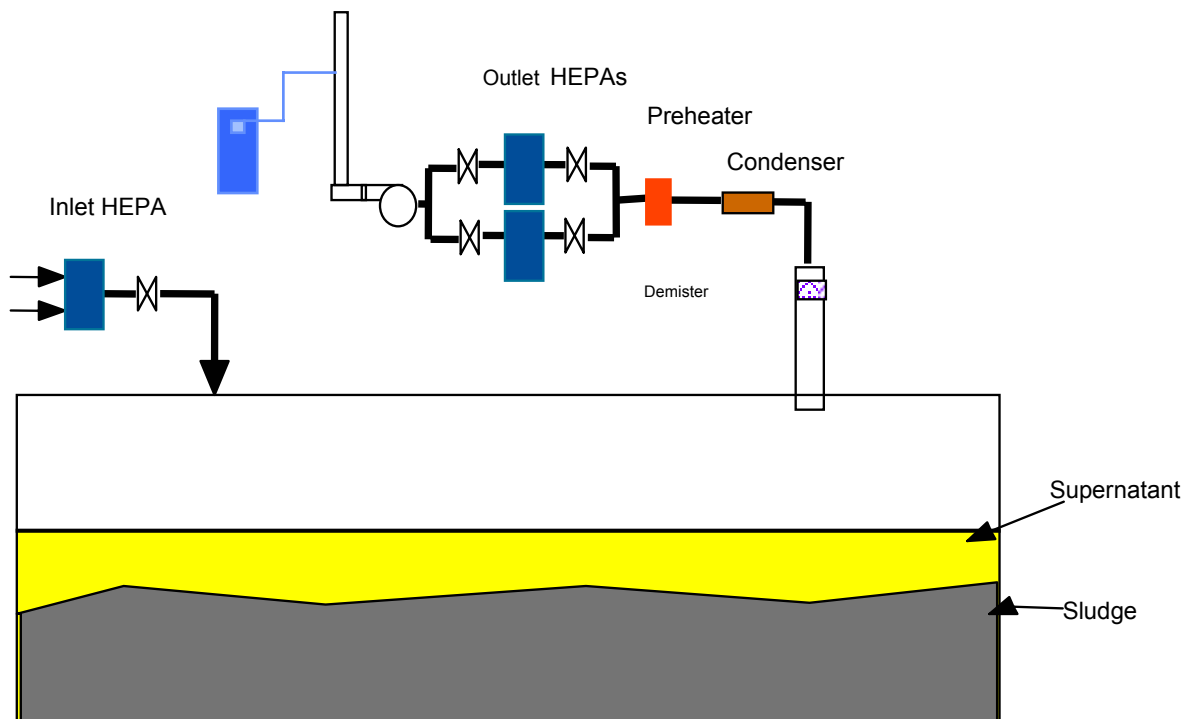 Outlet HEPAs
Preheater
Condenser
Inlet HEPA
Demister
Supernatant
Sludge